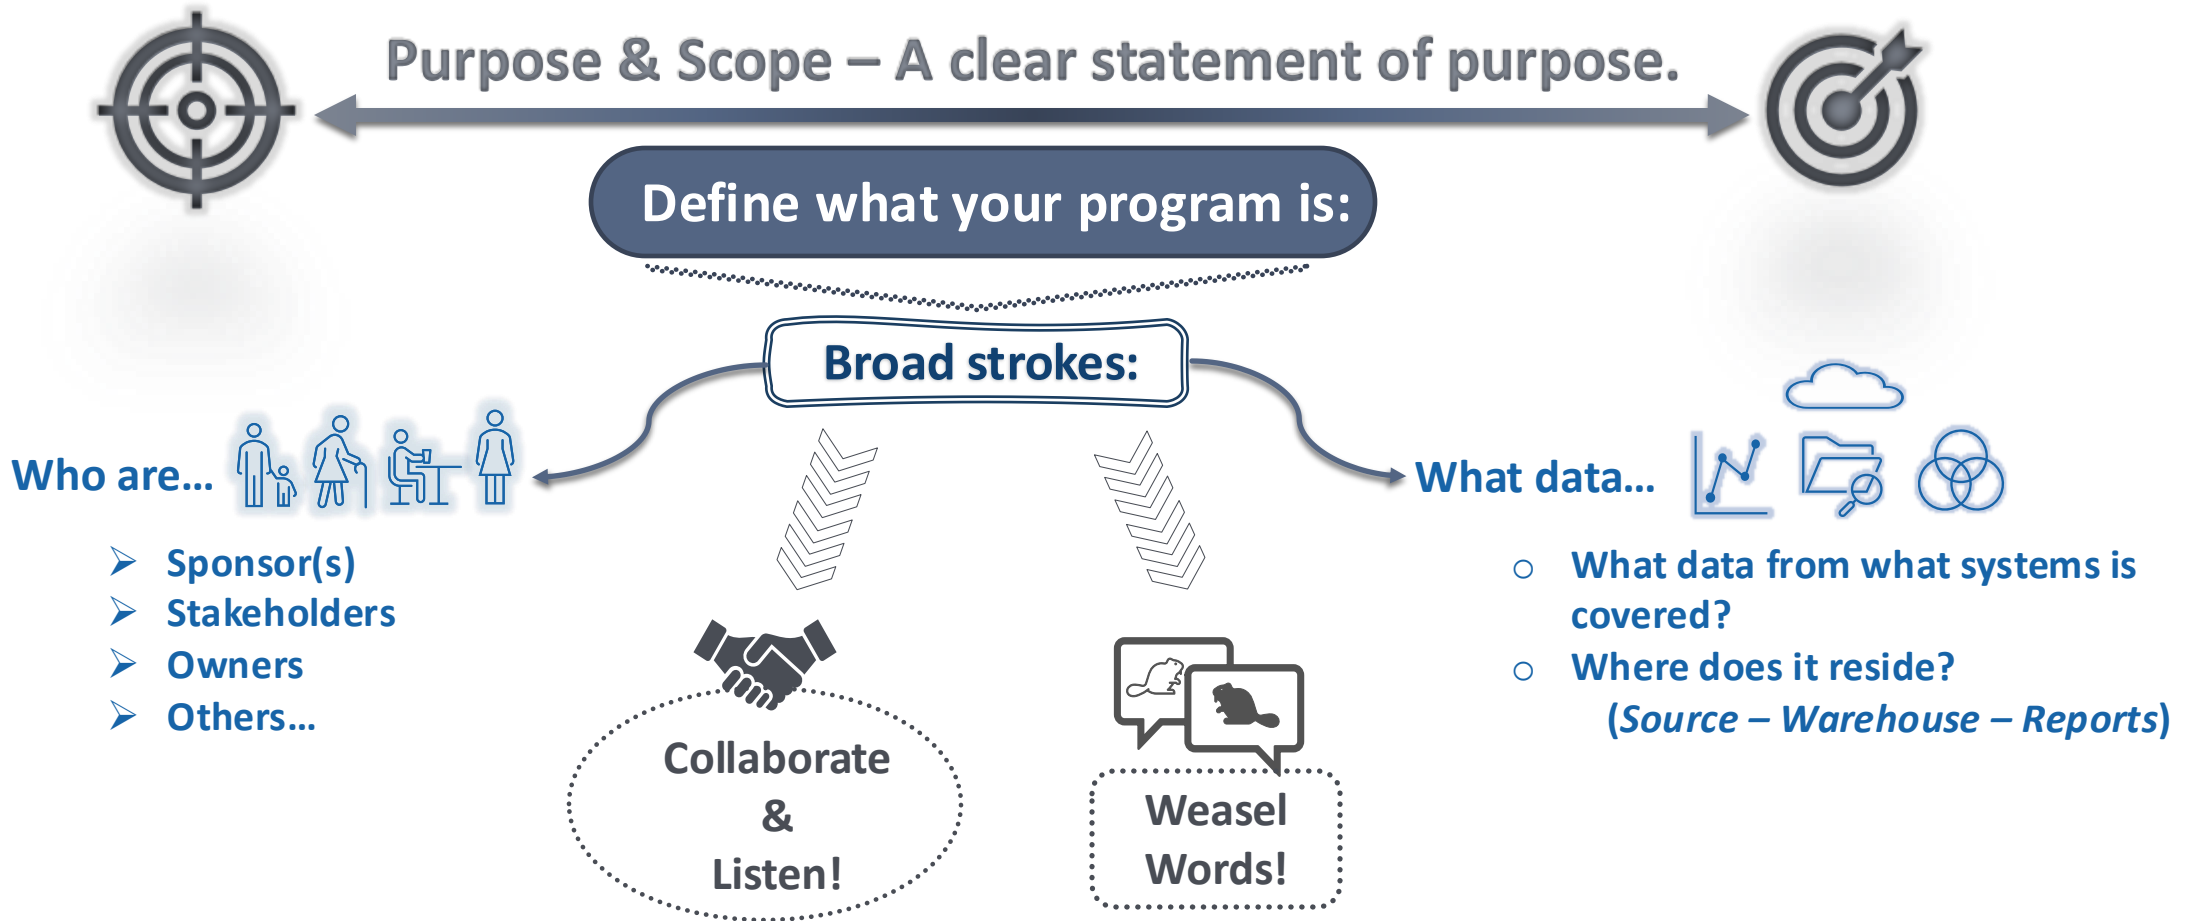 Purpose & Scope – A clear statement of purpose.
Define what your program is:
Broad strokes:
Who are...
Sponsor(s)
Stakeholders
Owners
Others...
Collaborate
&
Listen!
Weasel
Words!
What data...
What data from what systems is
covered?
Where does it reside?
(Source – Warehouse – Reports)